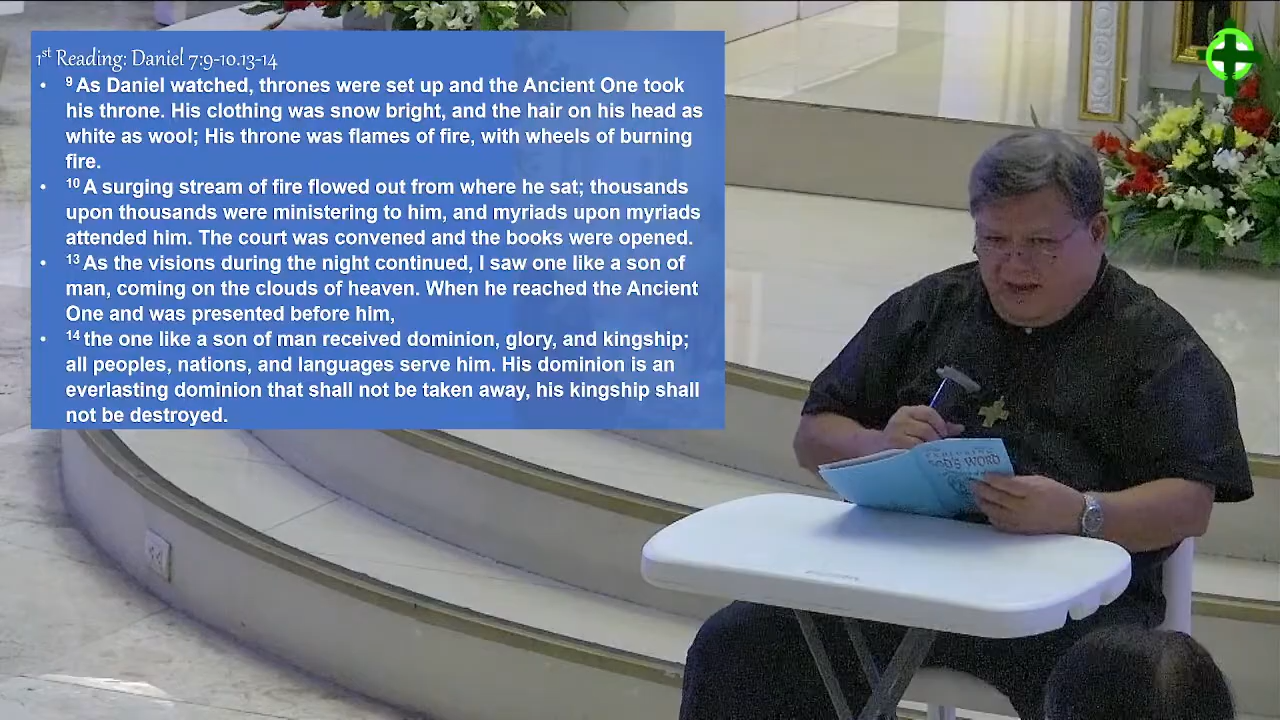 1st Reading: Daniel 7:9-10.13-14
• 9 As Daniel watched, thrones were set up and the Ancient One took
his throne. His clothing was snow bright, and the hair on his head as
white as wool; His throne was flames of fire, with wheels of burning
fire.
• 10 A surging stream of fire flowed out from where he sat; thousands
upon thousands were ministering to him, and myriads upon myriads
attended him. The court was convened and the books were opened.
• 13 As the visions during the night continued, I saw one like a son of
man, coming on the clouds of heaven. When he reached the Ancient
One and was presented before him,
• 14 the one like a son of man received dominion, glory, and kingship;
all peoples, nations, and languages serve him. His dominion is an
everlasting dominion that shall not be taken away, his kingship shall
not be destroyed.
GOD'S WORD